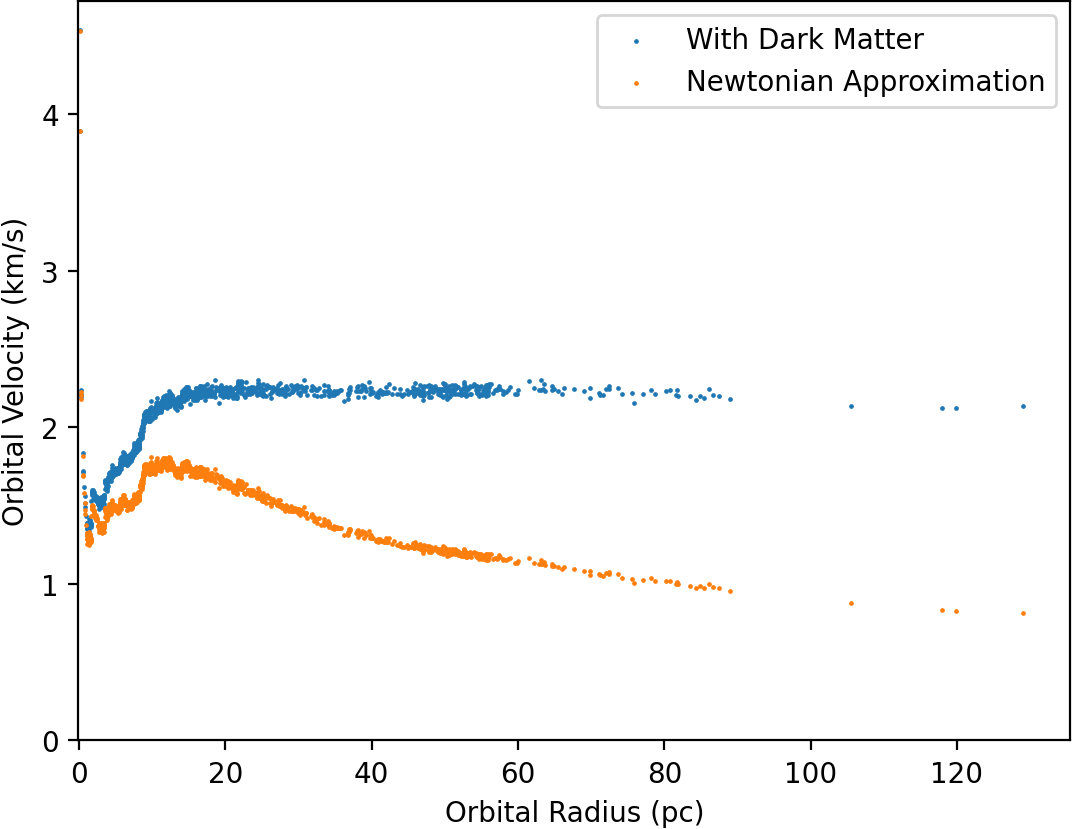 With Dark Matter
Newtonian Approximation
Orbital Velocity (km/s)
4
3
2
1
0
0 20 40 60 80 100 120
Orbital Radius (pc)